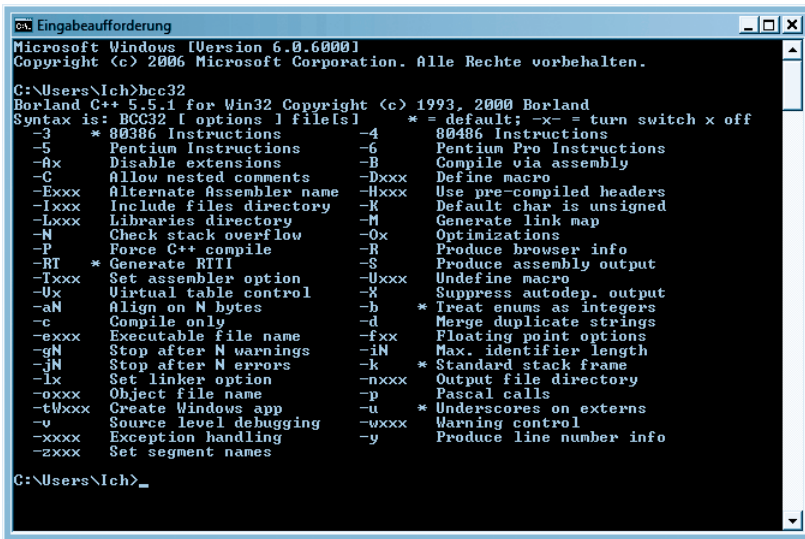 Eingabeaufforderung
Microsoft Windows [Version 6.0.6000]
Copyright (c) 2006 Microsoft Corporation. Alle Rechte vorbehalten.
C:\Users\Ich>bcc32
Borland C++ 5.5.1 for Win32 Copyright (c) 1993, 2000 Borland
Syntax is: BCC32 [ options ] file[s]     * = default; -x- = turn switch x off
  -3    * 80386 Instructions        -4      80486 Instructions
  -5      Pentium Instructions      -6      Pentium Pro Instructions
  -Ax     Disable extensions        -B      Compile via assembly
  -C      Allow nested comments     -Dxxx   Define macro
  -Exxx   Alternate Assembler name  -Hxxx   Use pre-compiled headers
  -Ixxx   Include files directory   -K      Default char is unsigned
  -Lxxx   Libraries directory       -M      Generate link map
  -N      Check stack overflow      -Ox     Optimizations
  -P      Force C++ compile         -R      Produce browser info
  -RT   * Generate RTTI             -S      Produce assembly output
  -Txxx   Set assembler option      -Uxxx   Undefine macro
  -Vx     Virtual table control     -X      Suppress autodep. output
  -aN     Align on N bytes          -b    * Treat enums as integers
  -c      Compile only              -d      Merge duplicate strings
  -exxx   Executable file name      -fxx    Floating point options
  -gN     Stop after N warnings     -iN     Max. identifier length
  -jN     Stop after N errors       -k    * Standard stack frame
  -lx     Set linker option         -nxxx   Output file directory
  -oxxx   Object file name          -p      Pascal calls
  -tWxxx  Create Windows app        -u    * Underscores on externs
  -v      Source level debugging    -wxxx   Warning control
  -xxxx   Exception handling        -y      Produce line number info
  -zxxx   Set segment names
C:\Users\Ich>_